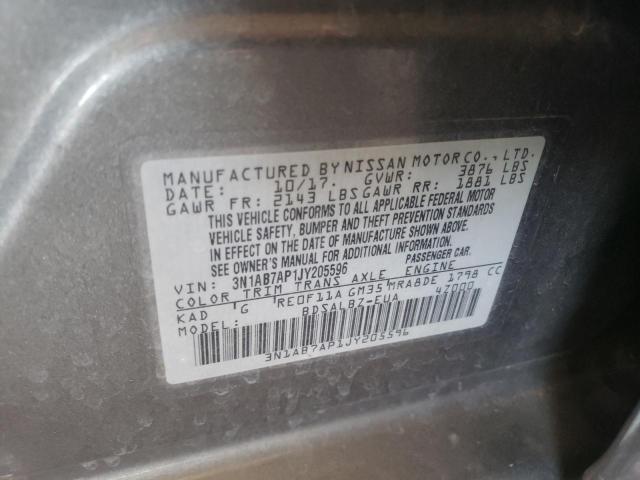 MANUFACTURED BY NISSAN MOTOR CO., LTD.
DATE: 10/17. GVWR: 3876 LBS
GAWR FR: 2143 LBS GAWR RR: 1881 LBS
THIS VEHICLE CONFORMS TO ALL APPLICABLE FEDERAL MOTOR
VEHICLE SAFETY, BUMPER AND THEFT PREVENTION STANDARDS
IN EFFECT ON THE DATE OF MANUFACTURE SHOWN ABOVE.
SEE OWNER'S MANUAL FOR ADDITIONAL INFORMATION.
VIN: 3N1AB7AP1JY205596 PASSENGER CAR.
COLOR TRIM TRANS AXLE ENGINE
KAD G RE0F11A GM35 MRA8DE 1798 CC
MODEL: BDSALBZ-EUA 4Z000
3N1AB7AP1JY205596